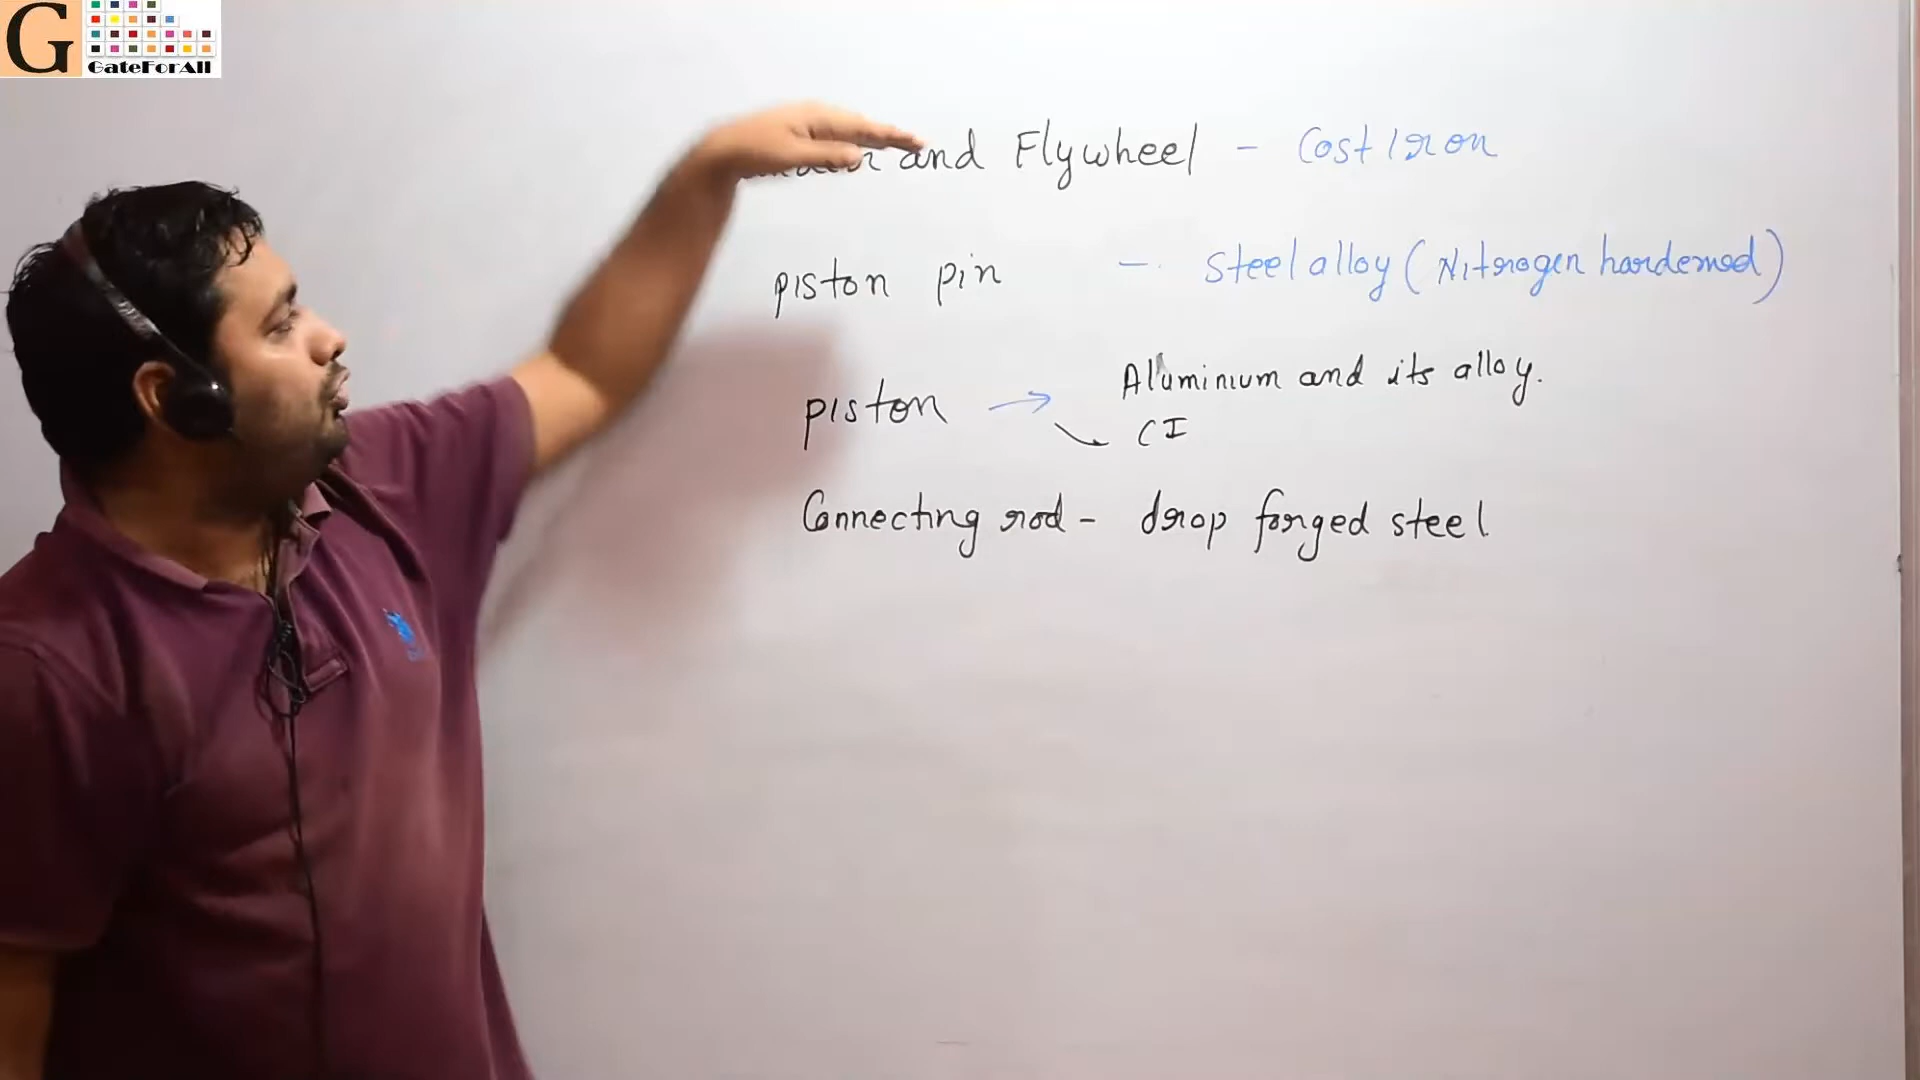 G
GateForAll
and Flywheel - Cast Iron
piston pin - steel alloy (Nitrogen hardened)
piston → Aluminium and its alloy.
CI
Connecting rod - drop forged steel